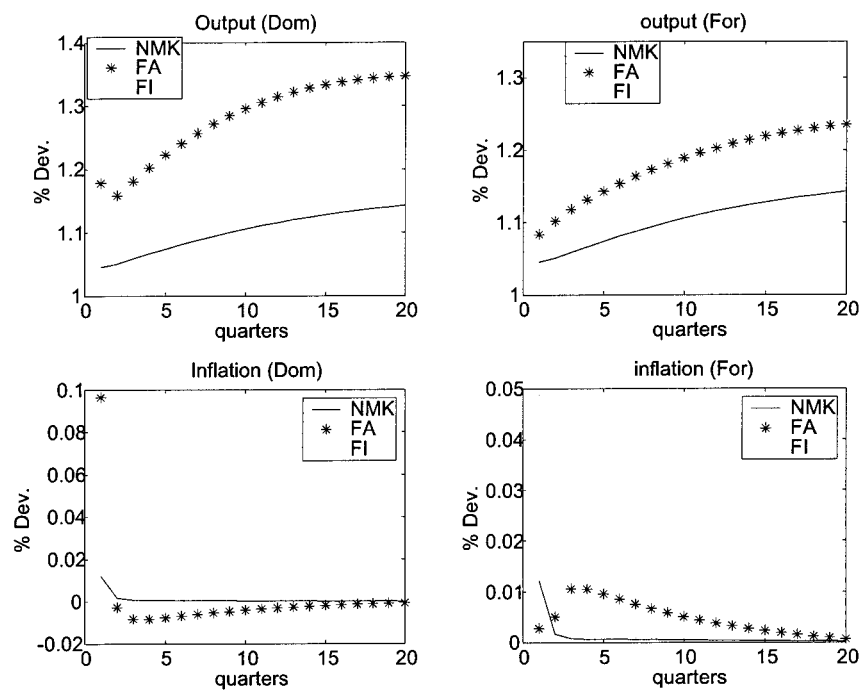 Output (Dom)
1.4
1.3
1.2
1.1
1
% Dev.
NMK
FA
FI
0
5
10
15
20
quarters
output (For)
1.3
1.2
1.1
1
% Dev.
NMK
FA
FI
0
5
10
15
20
quarters
Inflation (Dom)
0.1
0.08
0.06
0.04
0.02
0
-0.02
% Dev.
NMK
FA
FI
0
5
10
15
20
quarters
inflation (For)
0.05
0.04
0.03
0.02
0.01
0
% Dev.
NMK
FA
FI
0
5
10
15
20
quarters